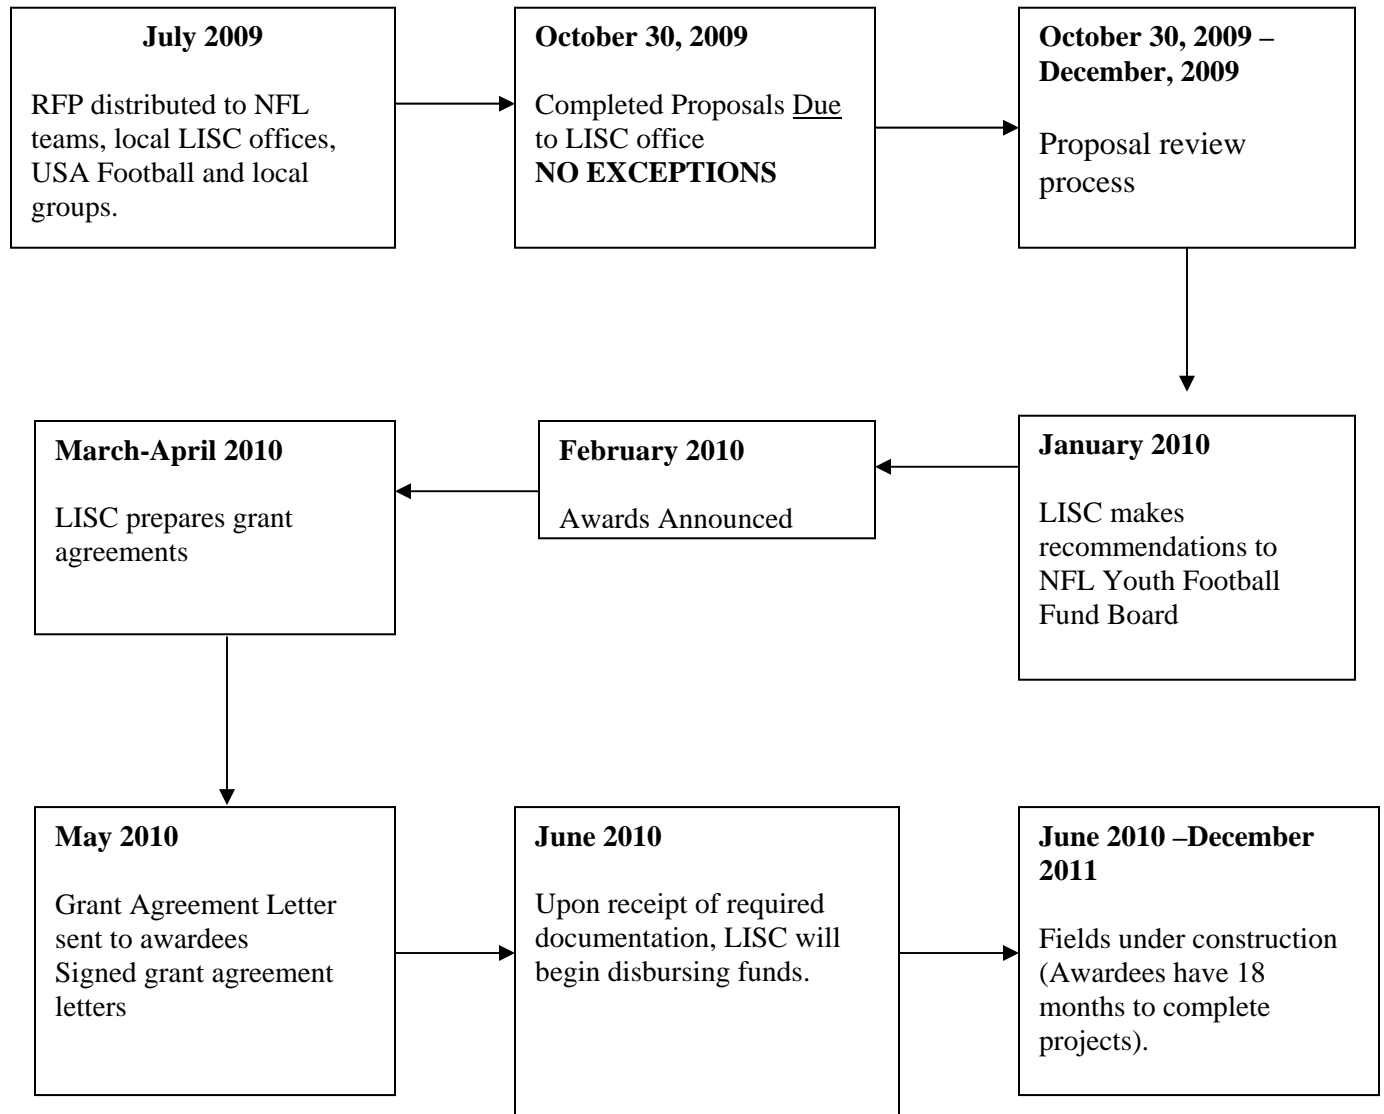 July 2009
RFP distributed to NFL
teams, local LISC offices,
USA Football and local
groups.
October 30, 2009
Completed Proposals Due
to LISC office
NO EXCEPTIONS
October 30, 2009 –
December, 2009
Proposal review
process
January 2010
LISC makes
recommendations to
NFL Youth Football
Fund Board
February 2010
Awards Announced
March-April 2010
LISC prepares grant
agreements
May 2010
Grant Agreement Letter
sent to awardees
Signed grant agreement
letters
June 2010
Upon receipt of required
documentation, LISC will
begin disbursing funds.
June 2010 –December
2011
Fields under construction
(Awardees have 18
months to complete
projects).